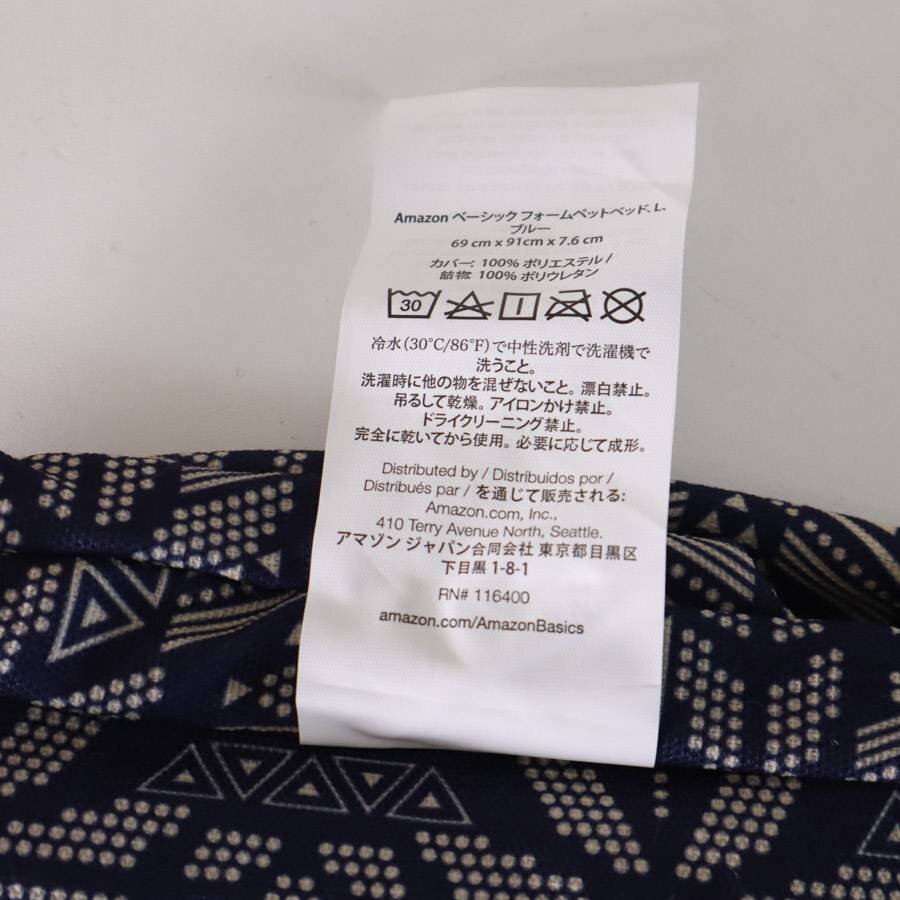 Amazon ベーシック フォームペットベッド、L、
ブルー
69 cm x 91cm x 7.6 cm
カバー: 100% ポリエステル /
詰物: 100% ポリウレタン
30
冷水 (30°C/86°F) で中性洗剤で洗濯機で
洗うこと。
洗濯時に他の物を混ぜないこと。漂白禁止。
吊るして乾燥。アイロンかけ禁止。
ドライクリーニング禁止。
完全に乾いてから使用。必要に応じて成形。
Distributed by / Distribuidos por /
Distribués par / を通じて販売される:
Amazon.com, Inc.,
410 Terry Avenue North, Seattle.
アマゾン ジャパン合同会社 東京都目黒区
下目黒 1-8-1
RN# 116400
amazon.com/AmazonBasics